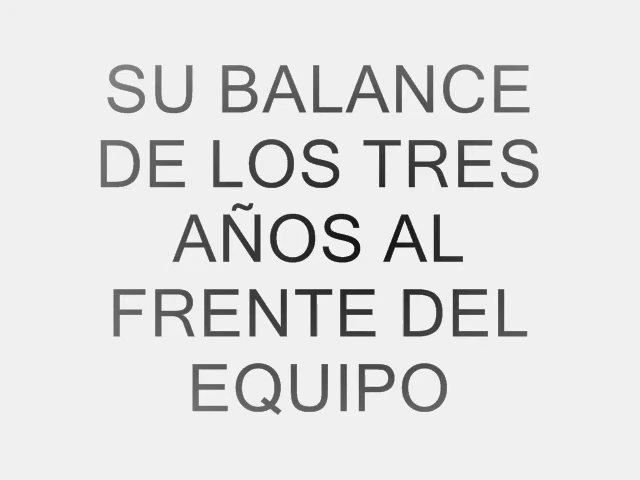 SU BALANCE
DE LOS TRES
AÑOS AL
FRENTE DEL
EQUIPO